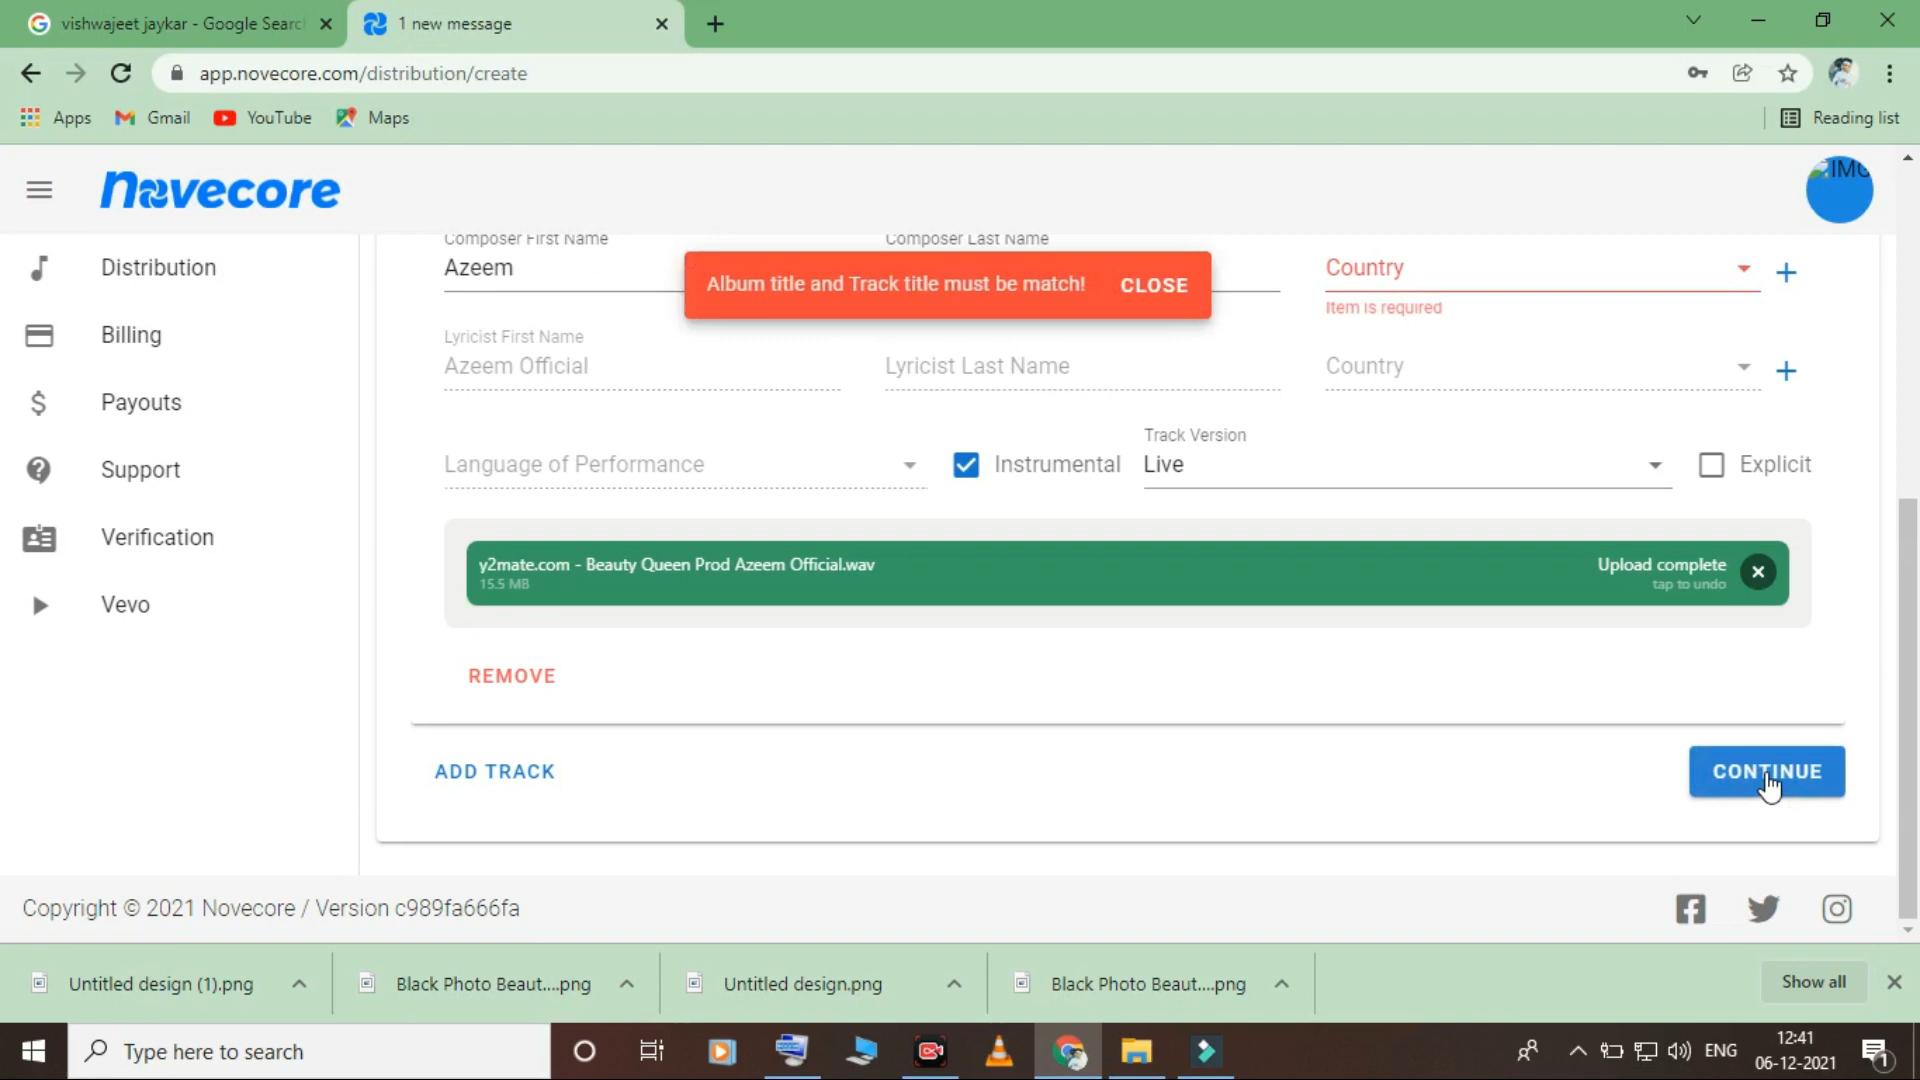 vishwajeet jaykar - Google Searc
1 new message
app.novecore.com/distribution/create
Apps
Gmail
YouTube
Maps
Reading list
Novecore
IMG
Distribution
Billing
Payouts
Support
Verification
Vevo
Composer First Name
Composer Last Name
Azeem
Album title and Track title must be match!
CLOSE
Country
Item is required
Lyricist First Name
Azeem Official
Lyricist Last Name
Country
Language of Performance
Instrumental
Track Version
Live
Explicit
y2mate.com - Beauty Queen Prod Azeem Official.wav
15.5 MB
Upload complete
tap to undo
REMOVE
ADD TRACK
CONTINUE
Copyright © 2021 Novecore / Version c989fa666fa
Untitled design (1).png
Black Photo Beaut....png
Untitled design.png
Black Photo Beaut....png
Show all
Type here to search
ENG
12:41
06-12-2021
1